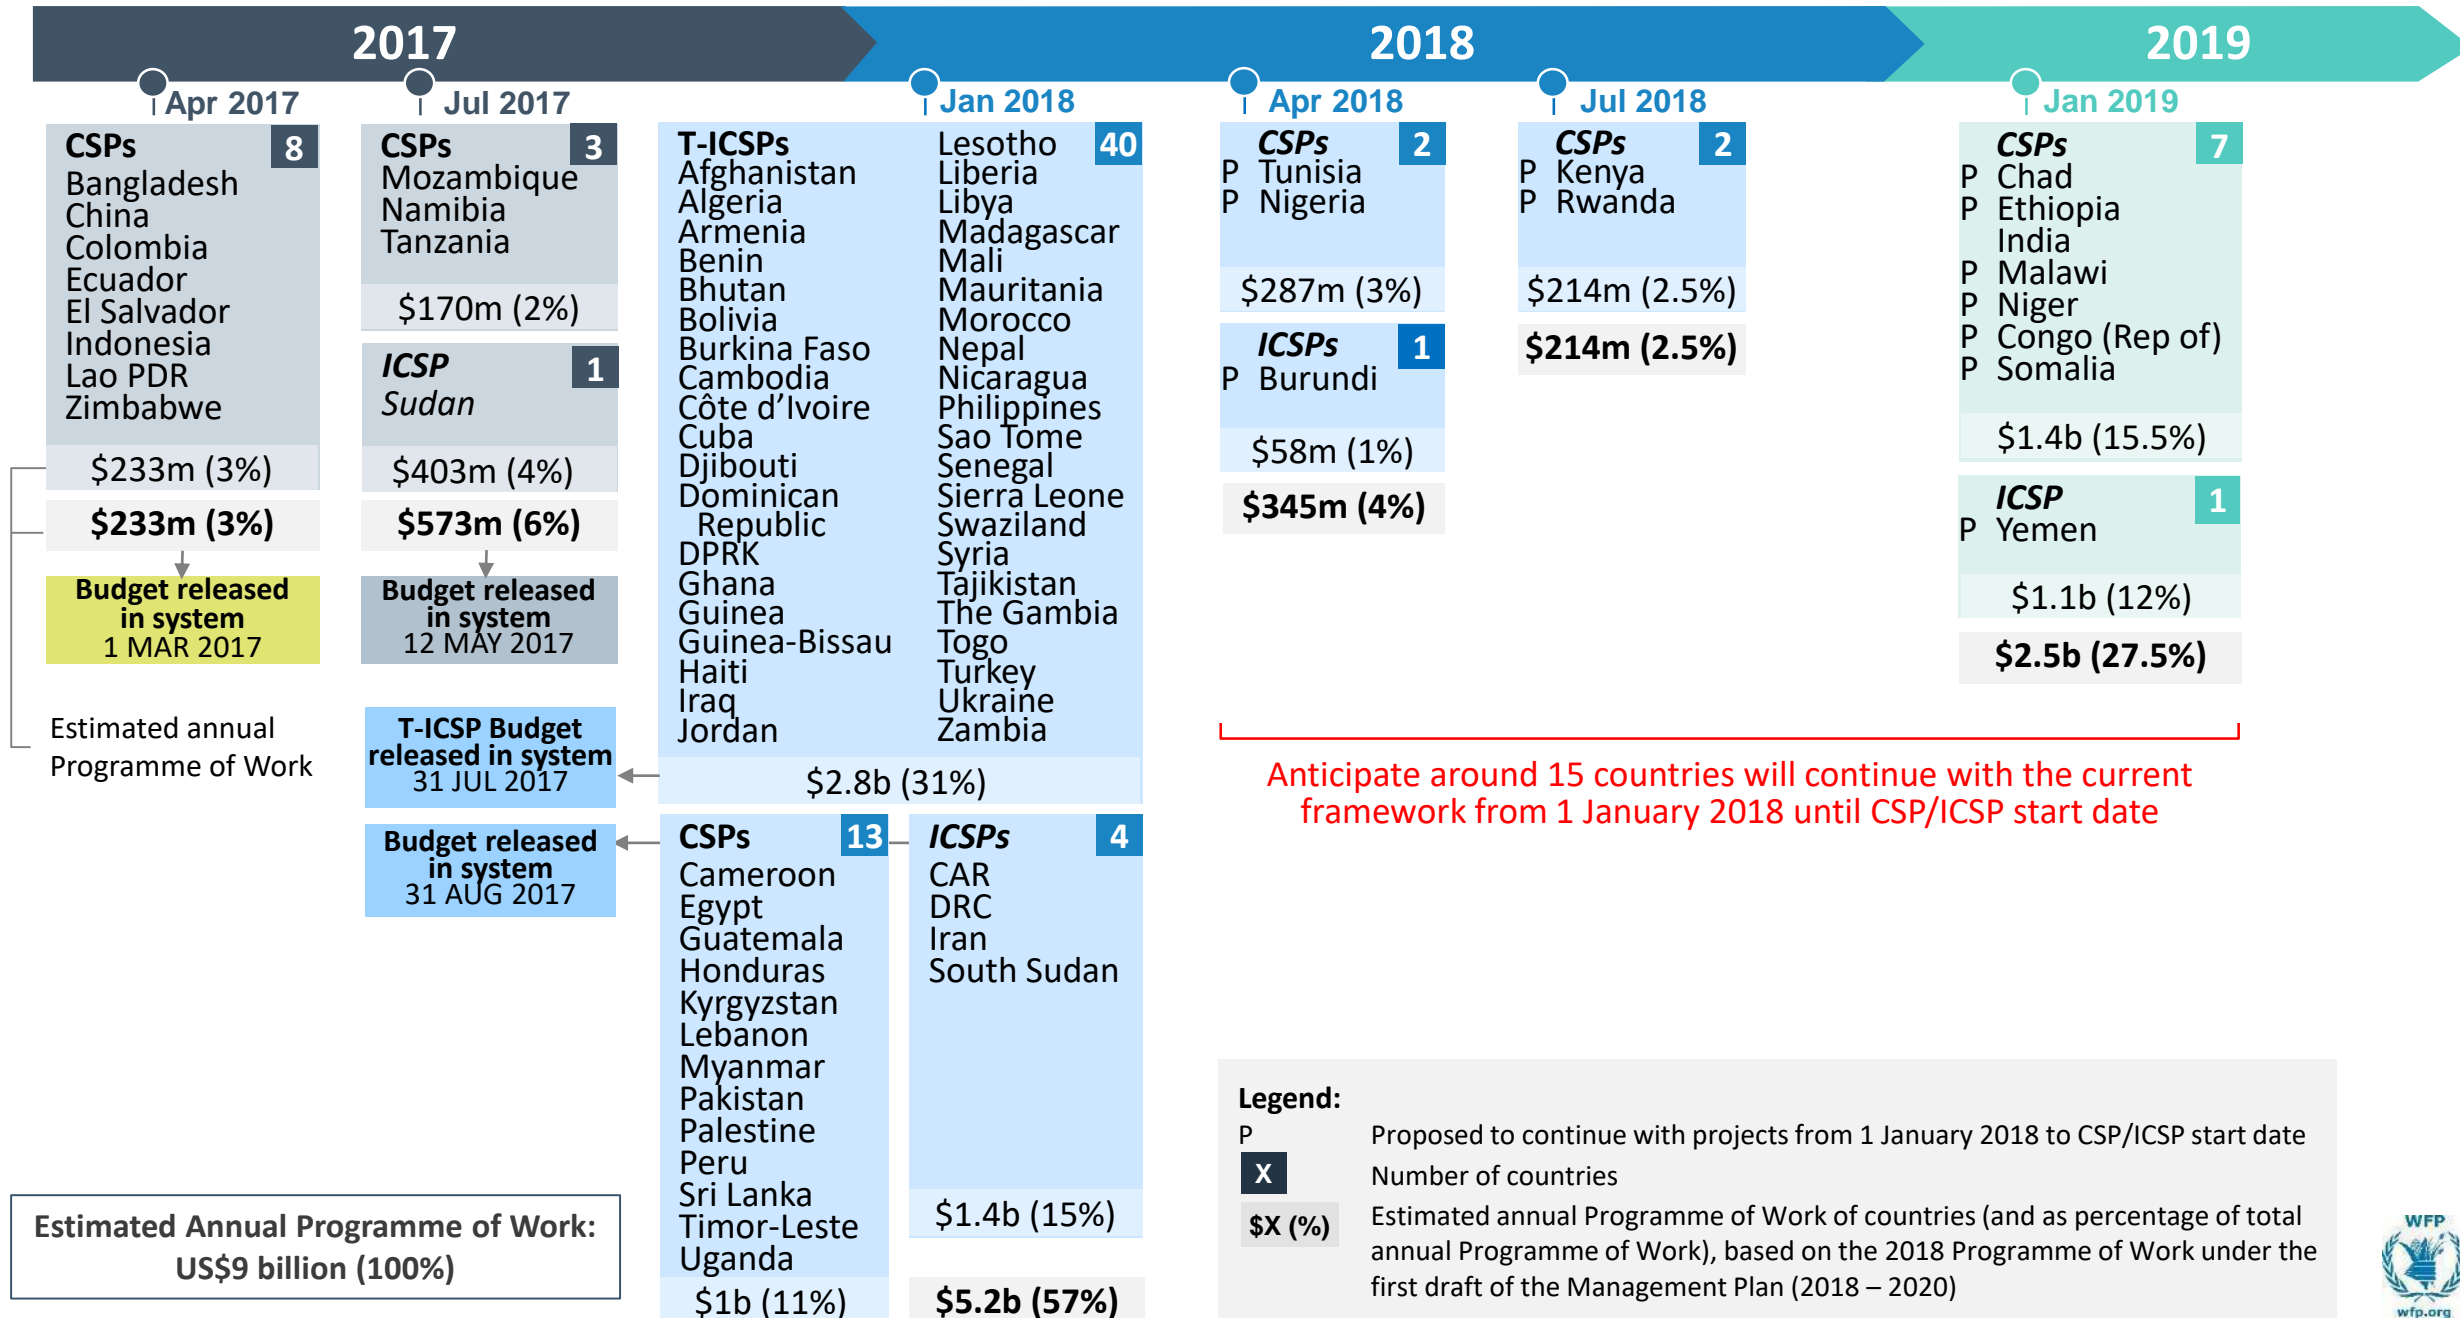 2017
2018
2019
Apr 2017
Jul 2017
Jan 2018
Apr 2018
Jul 2018
Jan 2019
CSPs 8
Bangladesh
China
Colombia
Ecuador
El Salvador
Indonesia
Lao PDR
Zimbabwe
$233m (3%)
$233m (3%)
Budget released
in system
1 MAR 2017
Estimated annual
Programme of Work
CSPs 3
Mozambique
Namibia
Tanzania
$170m (2%)
ICSP 1
Sudan
$403m (4%)
$573m (6%)
Budget released
in system
12 MAY 2017
T-ICSP Budget
released in system
31 JUL 2017
Budget released
in system
31 AUG 2017
T-ICSPs 40
Afghanistan
Algeria
Armenia
Benin
Bhutan
Bolivia
Burkina Faso
Cambodia
Côte d’Ivoire
Cuba
Djibouti
Dominican
Republic
DPRK
Ghana
Guinea
Guinea-Bissau
Haiti
Iraq
Jordan
Lesotho
Liberia
Libya
Madagascar
Mali
Mauritania
Morocco
Nepal
Nicaragua
Philippines
Sao Tome
Senegal
Sierra Leone
Swaziland
Syria
Tajikistan
The Gambia
Togo
Turkey
Ukraine
Zambia
$2.8b (31%)
CSPs 13
Cameroon
Egypt
Guatemala
Honduras
Kyrgyzstan
Lebanon
Myanmar
Pakistan
Palestine
Peru
Sri Lanka
Timor-Leste
Uganda
$1b (11%)
ICSPs 4
CAR
DRC
Iran
South Sudan
$1.4b (15%)
$5.2b (57%)
CSPs 2
P Tunisia
P Nigeria
$287m (3%)
ICSPs 1
P Burundi
$58m (1%)
$345m (4%)
CSPs 2
P Kenya
P Rwanda
$214m (2.5%)
$214m (2.5%)
CSPs 7
P Chad
P Ethiopia
India
P Malawi
P Niger
P Congo (Rep of)
P Somalia
$1.4b (15.5%)
ICSP 1
P Yemen
$1.1b (12%)
$2.5b (27.5%)
Anticipate around 15 countries will continue with the current
framework from 1 January 2018 until CSP/ICSP start date
Legend:
P Proposed to continue with projects from 1 January 2018 to CSP/ICSP start date
X Number of countries
$X (%) Estimated annual Programme of Work of countries (and as percentage of total
annual Programme of Work), based on the 2018 Programme of Work under the
first draft of the Management Plan (2018 – 2020)
Estimated Annual Programme of Work:
US$9 billion (100%)
WFP
wfp.org